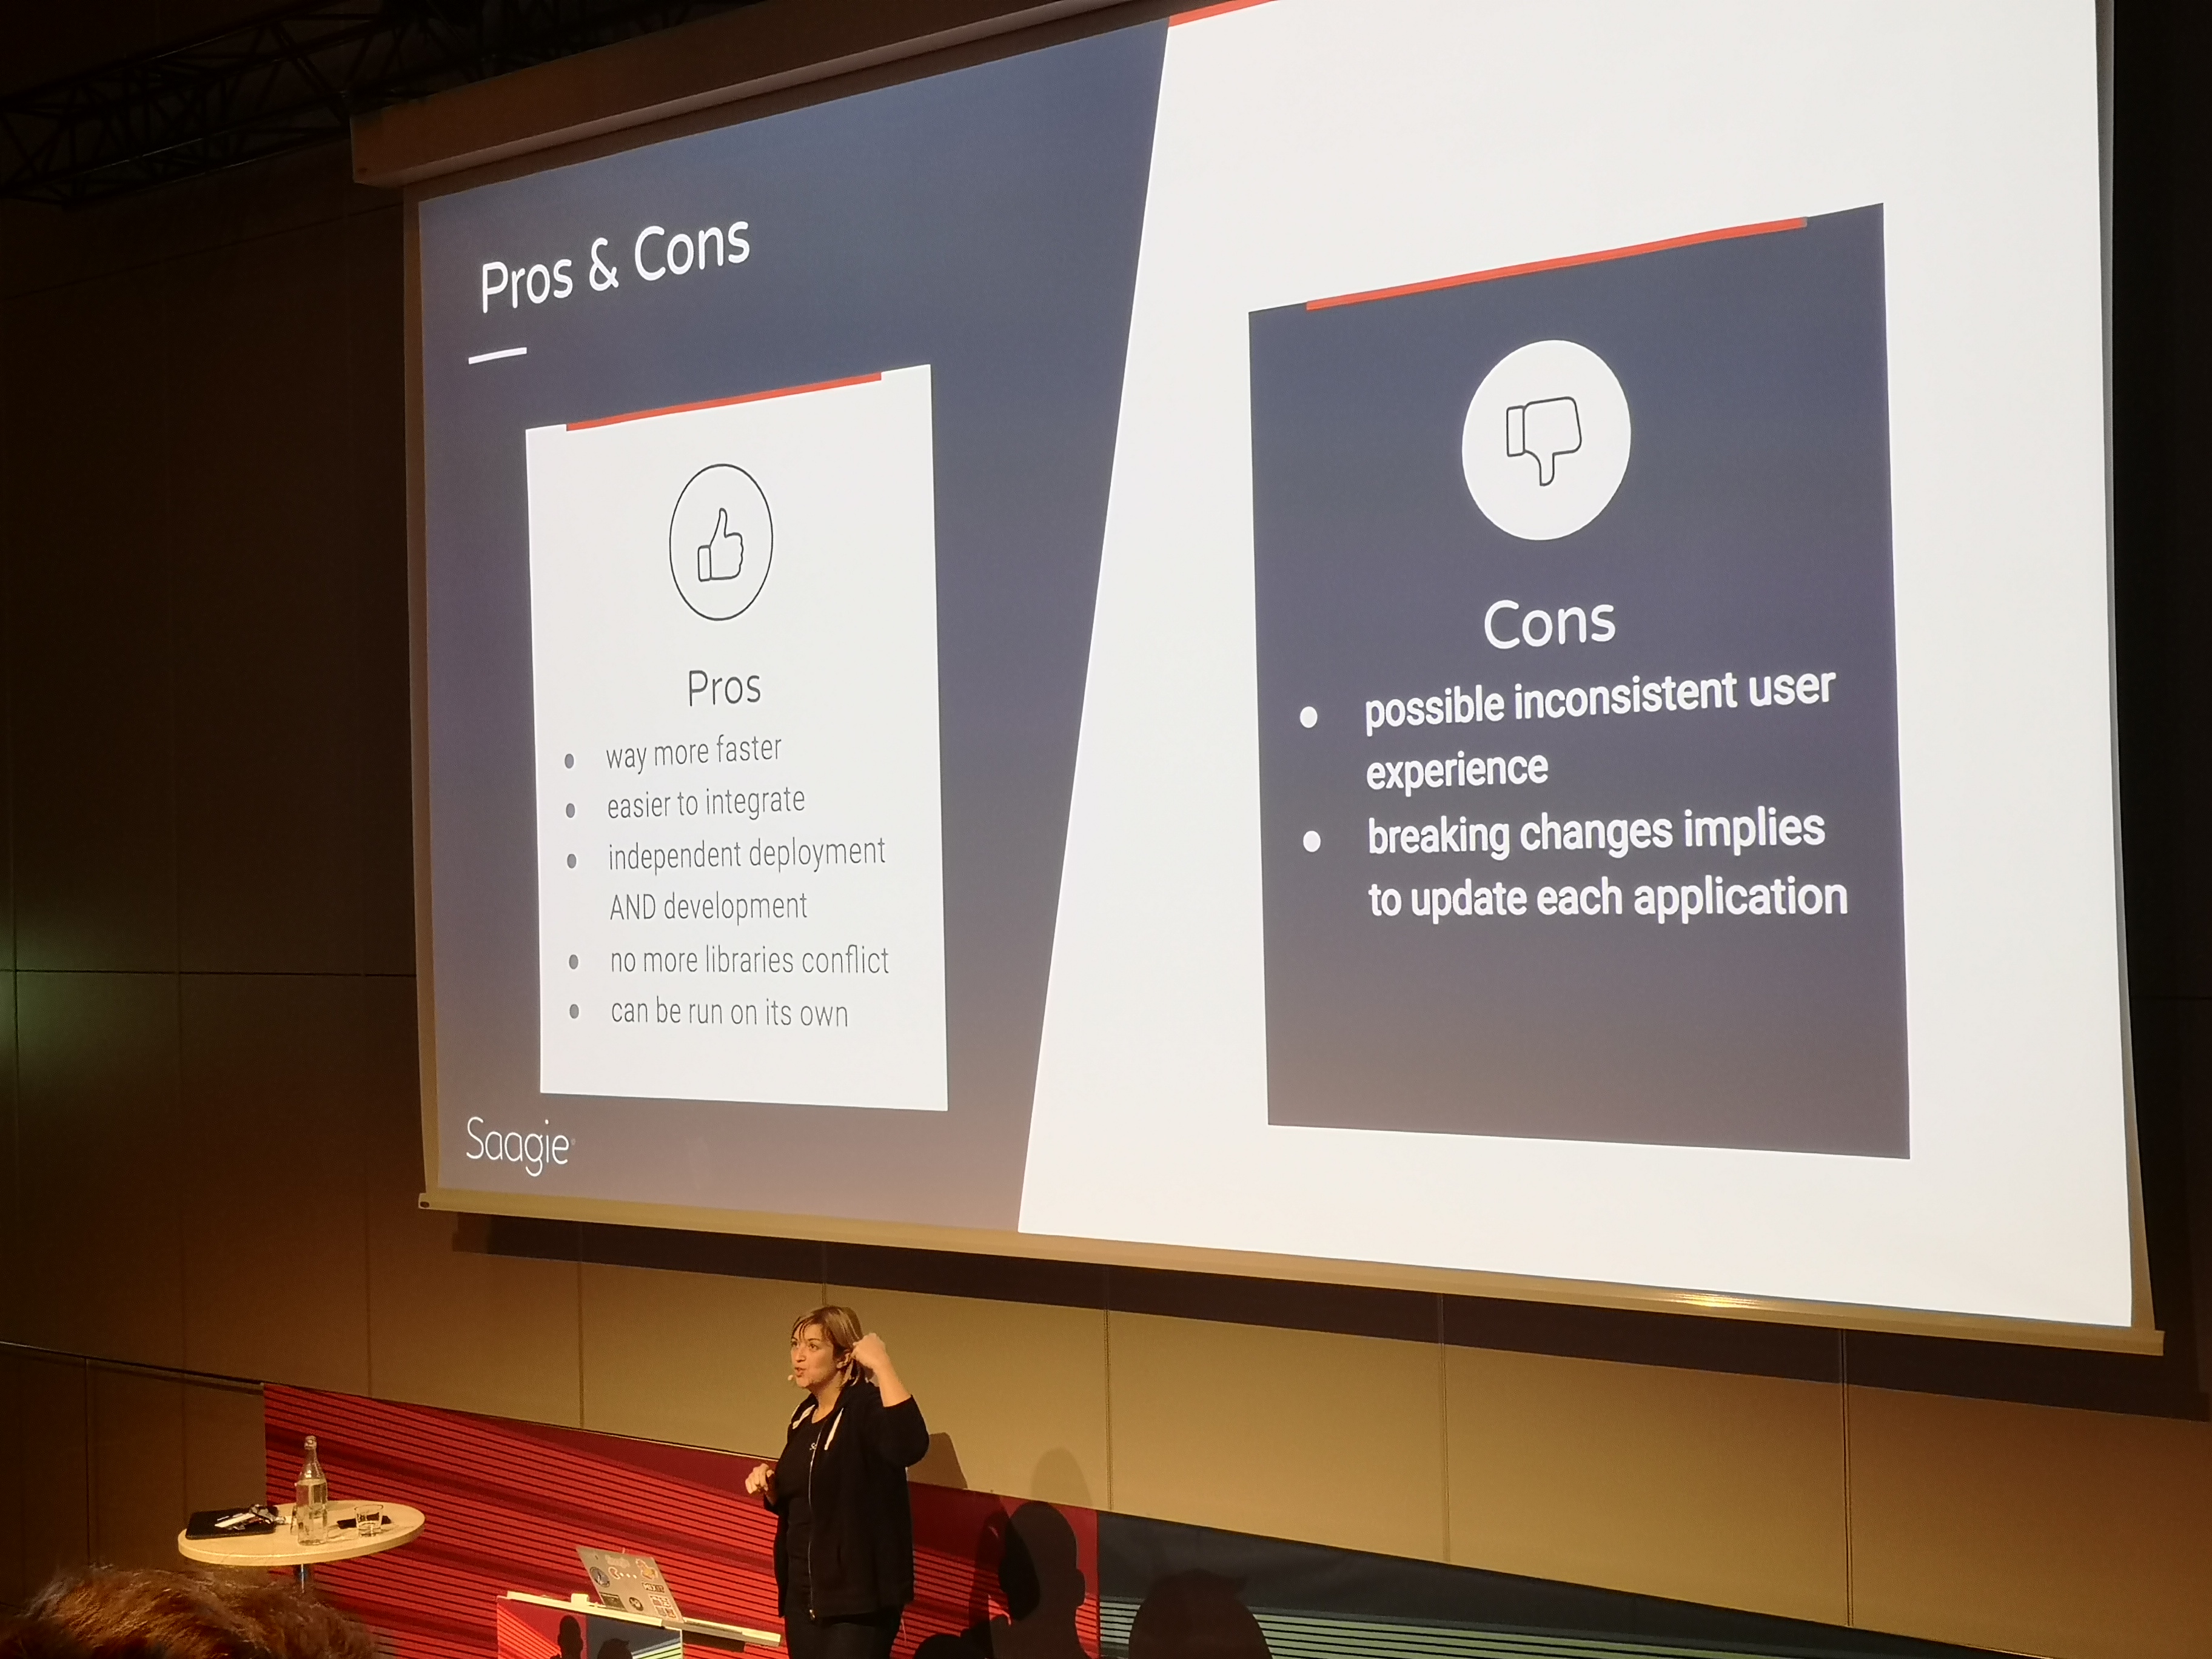 Pros & Cons
Pros
way more faster
easier to integrate
independent deployment
AND development
no more libraries conflict
can be run on its own
Saagie
Cons
possible inconsistent user
experience
breaking changes implies
to update each application